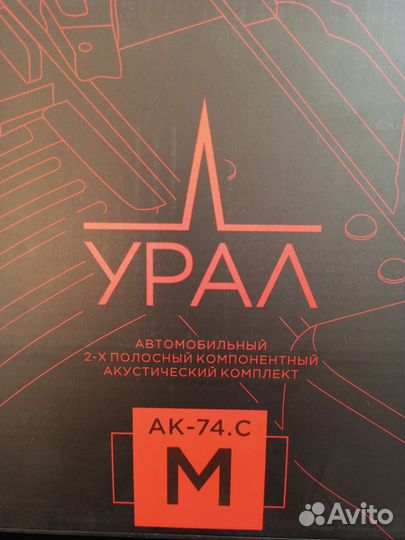 УРАЛ
АВТОМОБИЛЬНЫЙ
2-Х ПОЛОСНЫЙ КОМПОНЕНТНЫЙ
АКУСТИЧЕСКИЙ КОМПЛЕКТ
АК-74.С
М
Avito